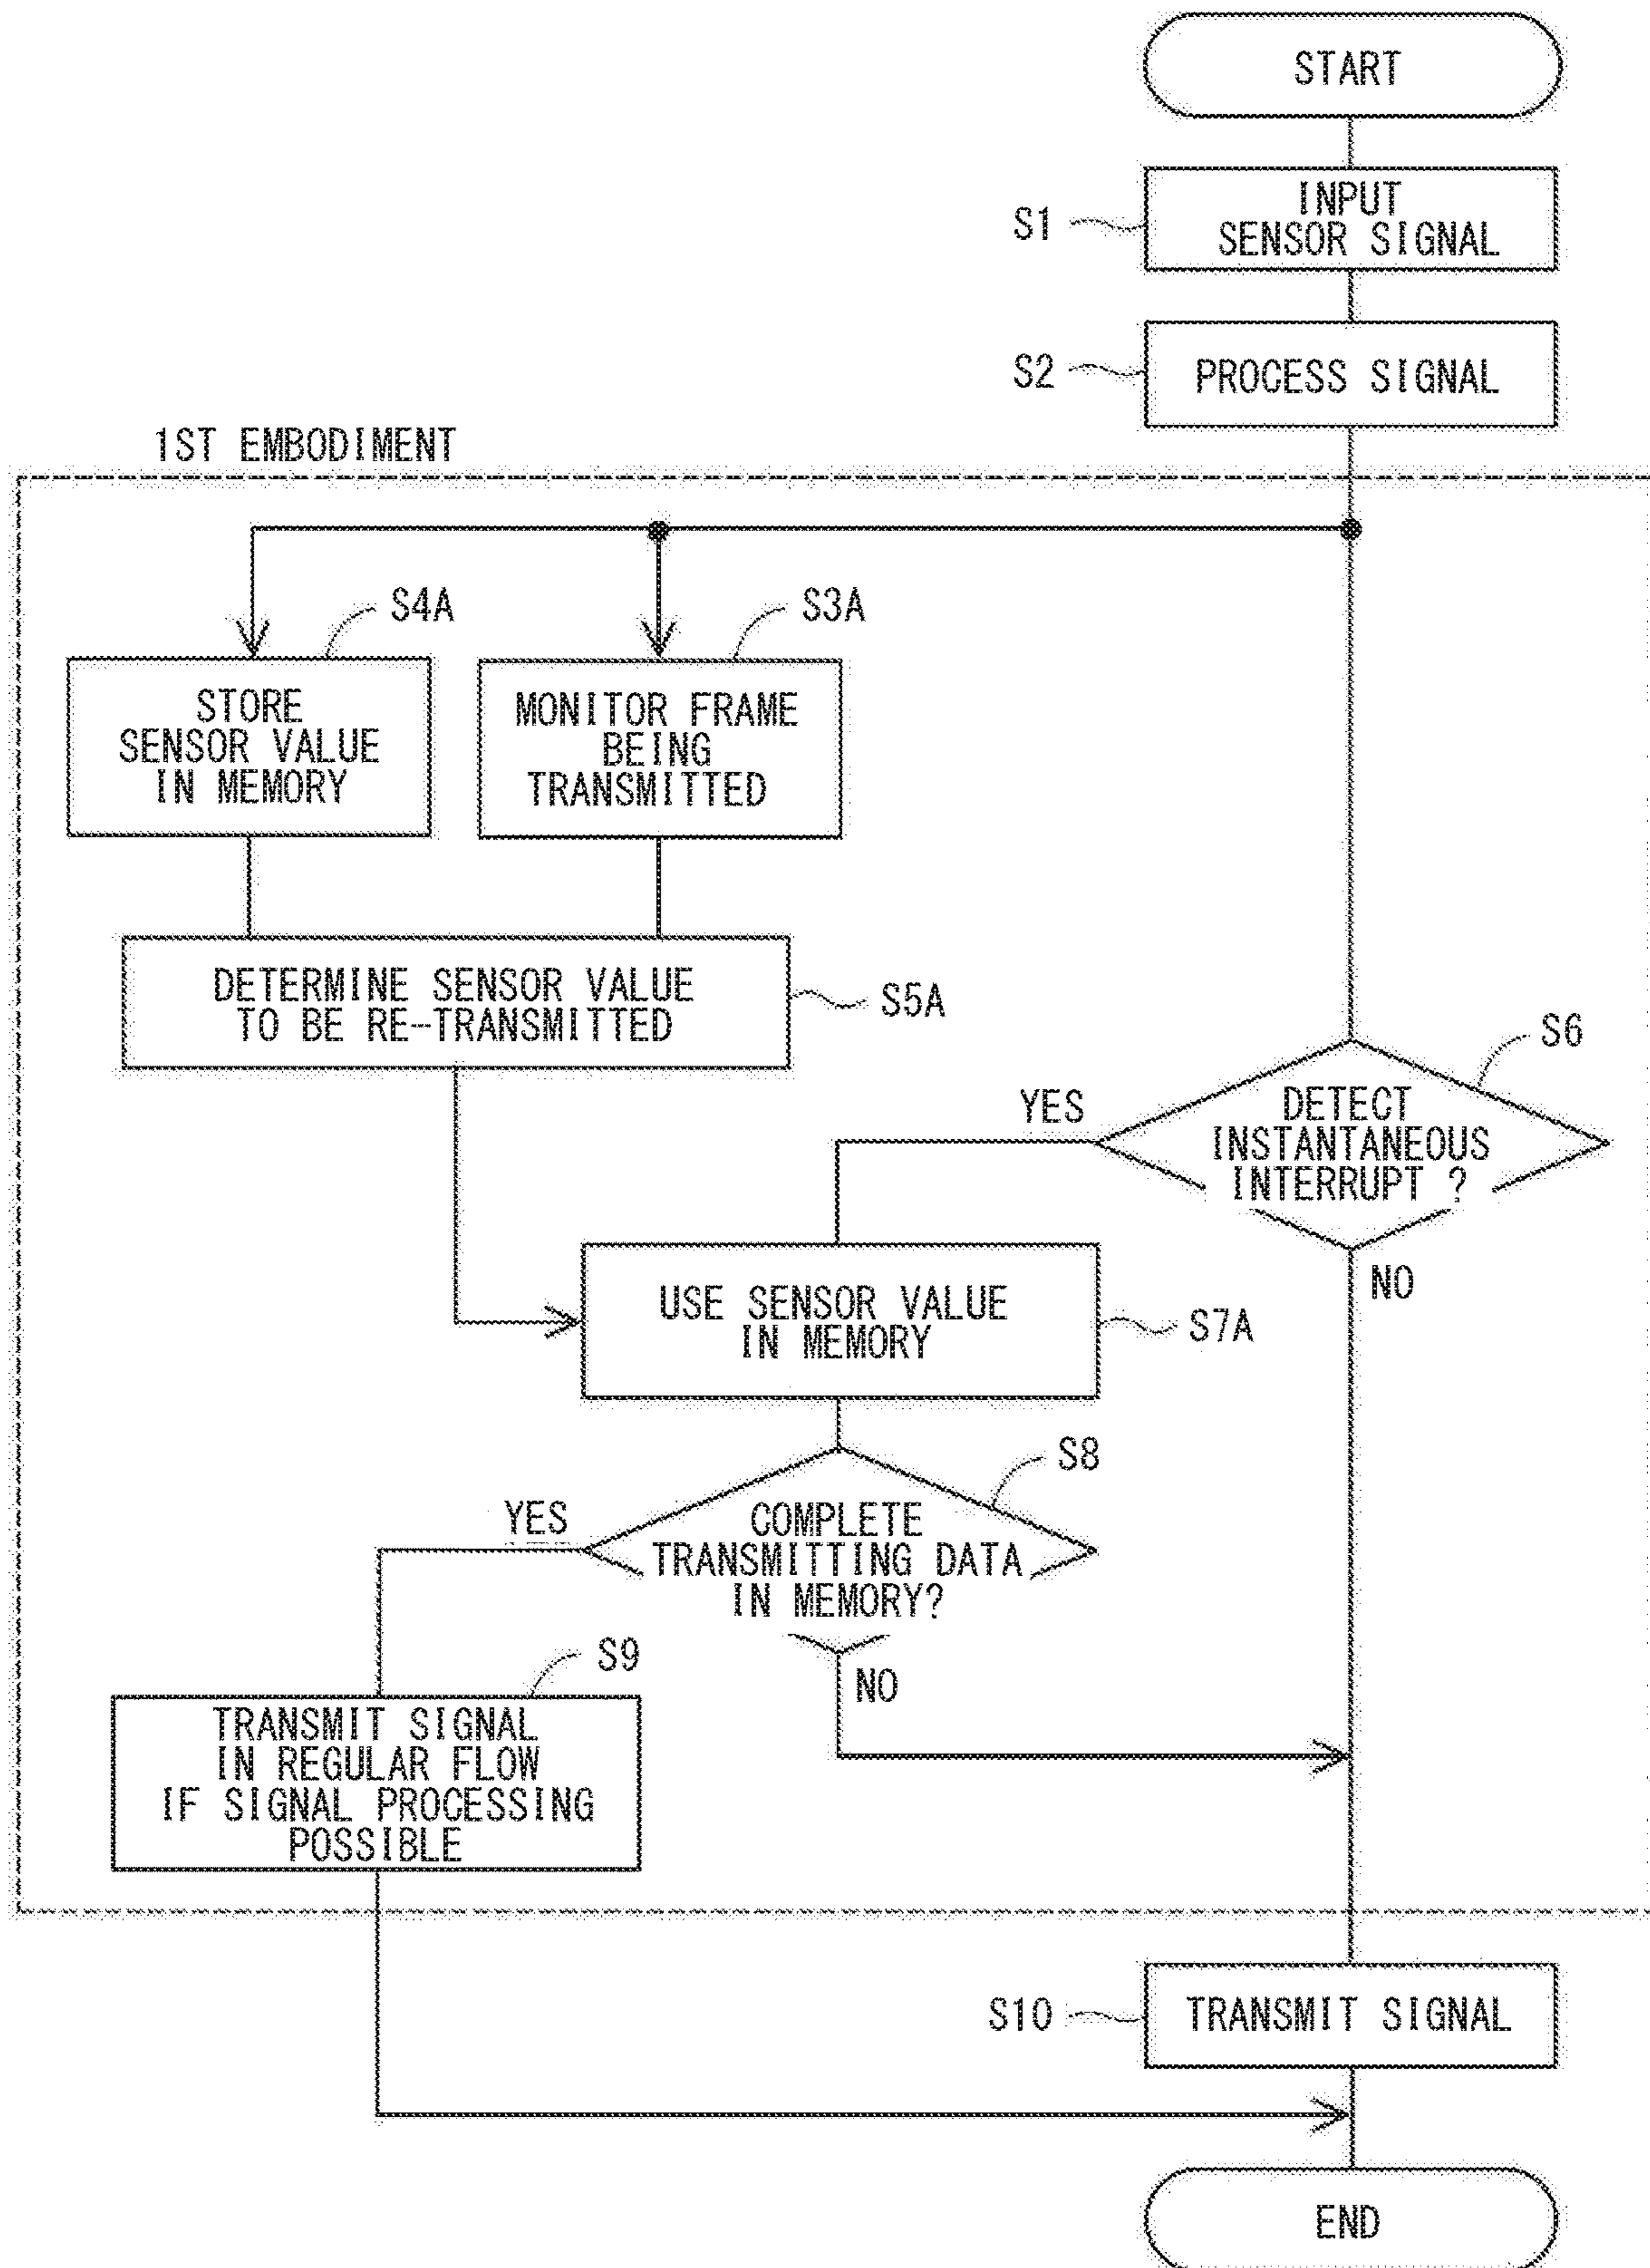 START
S1
INPUT
SENSOR SIGNAL
S2
PROCESS SIGNAL
1ST EMBODIMENT
S4A
S3A
STORE
SENSOR VALUE
IN MEMORY
MONITOR FRAME
BEING
TRANSMITTED
DETERMINE SENSOR VALUE
TO BE RE-TRANSMITTED
S5A
S6
YES
DETECT
INSTANTANEOUS
INTERRUPT ?
NO
USE SENSOR VALUE
IN MEMORY
S7A
S8
YES
COMPLETE
TRANSMITTING DATA
IN MEMORY?
NO
S9
TRANSMIT SIGNAL
IN REGULAR FLOW
IF SIGNAL PROCESSING
POSSIBLE
S10
TRANSMIT SIGNAL
END